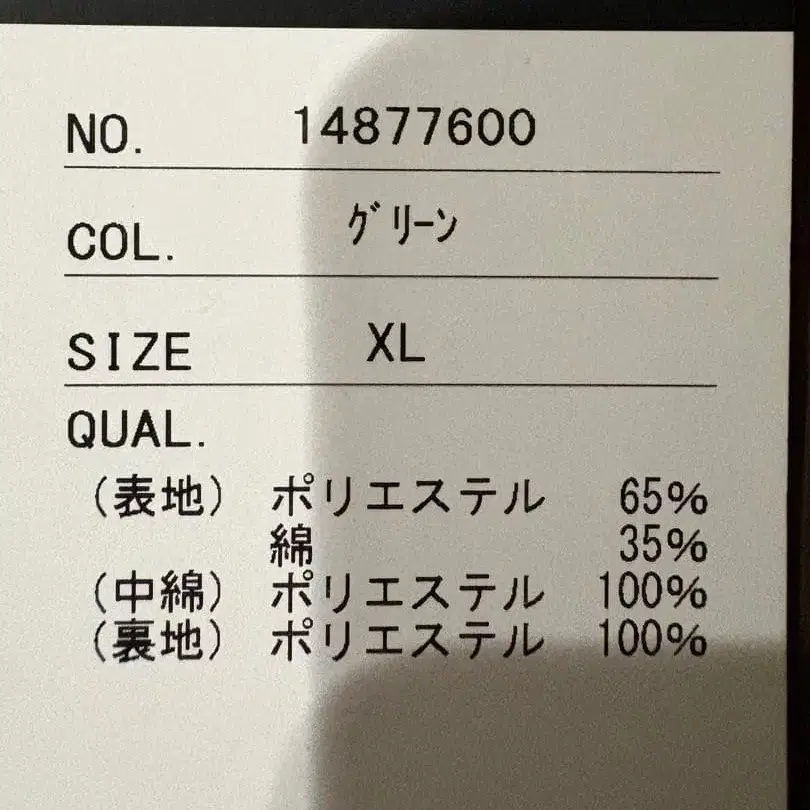 NO. 14877600
COL. ｸﾞﾘｰﾝ
SIZE XL
QUAL.
（表地） ポリエステル 65%
綿 35%
（中綿） ポリエステル 100%
（裏地） ポリエステル 100%